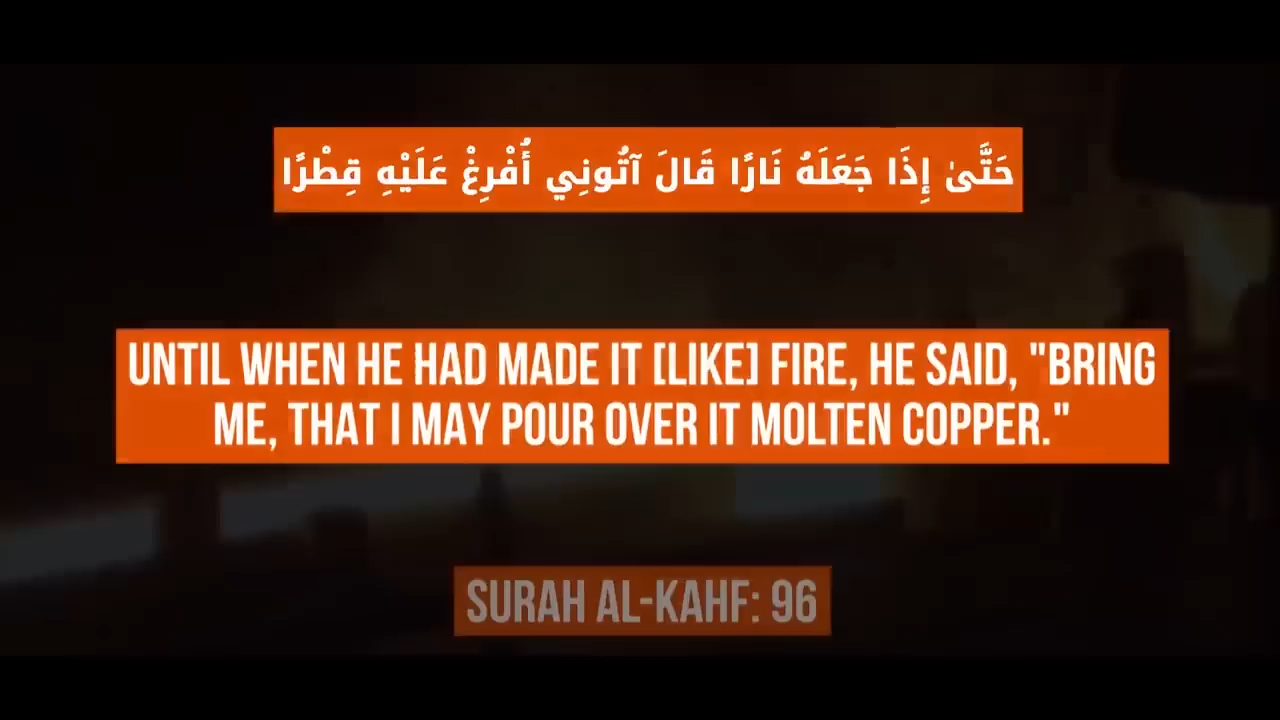 حَتَّىٰ إِذَا جَعَلَهُ نَارًا قَالَ آتُونِي أُفْرِغْ عَلَيْهِ قِطْرًا
UNTIL WHEN HE HAD MADE IT [LIKE] FIRE, HE SAID, "BRING
ME, THAT I MAY POUR OVER IT MOLTEN COPPER."
SURAH AL-KAHF: 96